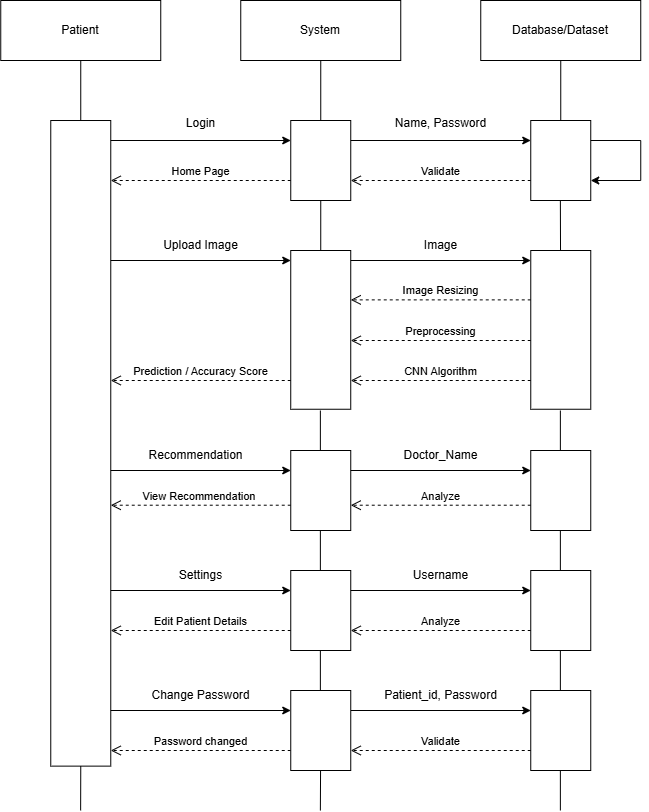 Patient
System
Database/Dataset
Login
Name, Password
Home Page
Validate
Upload Image
Image
Image Resizing
Preprocessing
Prediction / Accuracy Score
CNN Algorithm
Recommendation
Doctor_Name
View Recommendation
Analyze
Settings
Username
Edit Patient Details
Analyze
Change Password
Patient_id, Password
Password changed
Validate